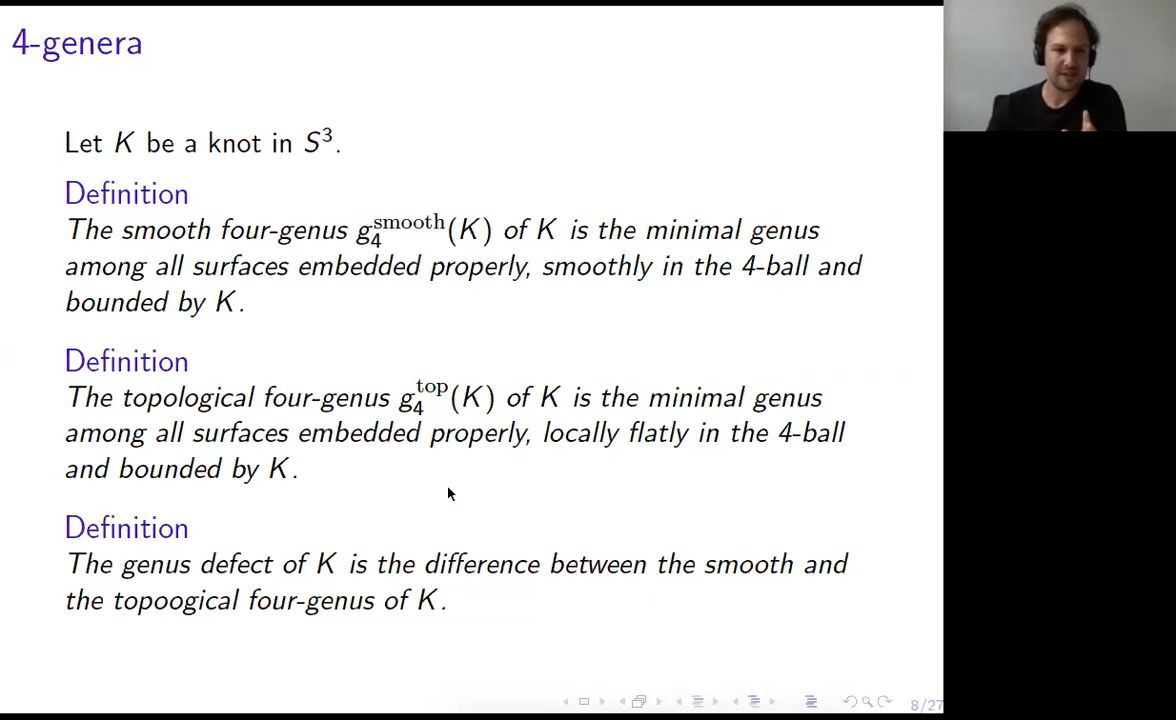 4-genera
Let K be a knot in S³.
Definition
The smooth four-genus g₄^smooth(K) of K is the minimal genus
among all surfaces embedded properly, smoothly in the 4-ball and
bounded by K.
Definition
The topological four-genus g₄^top(K) of K is the minimal genus
among all surfaces embedded properly, locally flatly in the 4-ball
and bounded by K.
Definition
The genus defect of K is the difference between the smooth and
the topoogical four-genus of K.
8/27